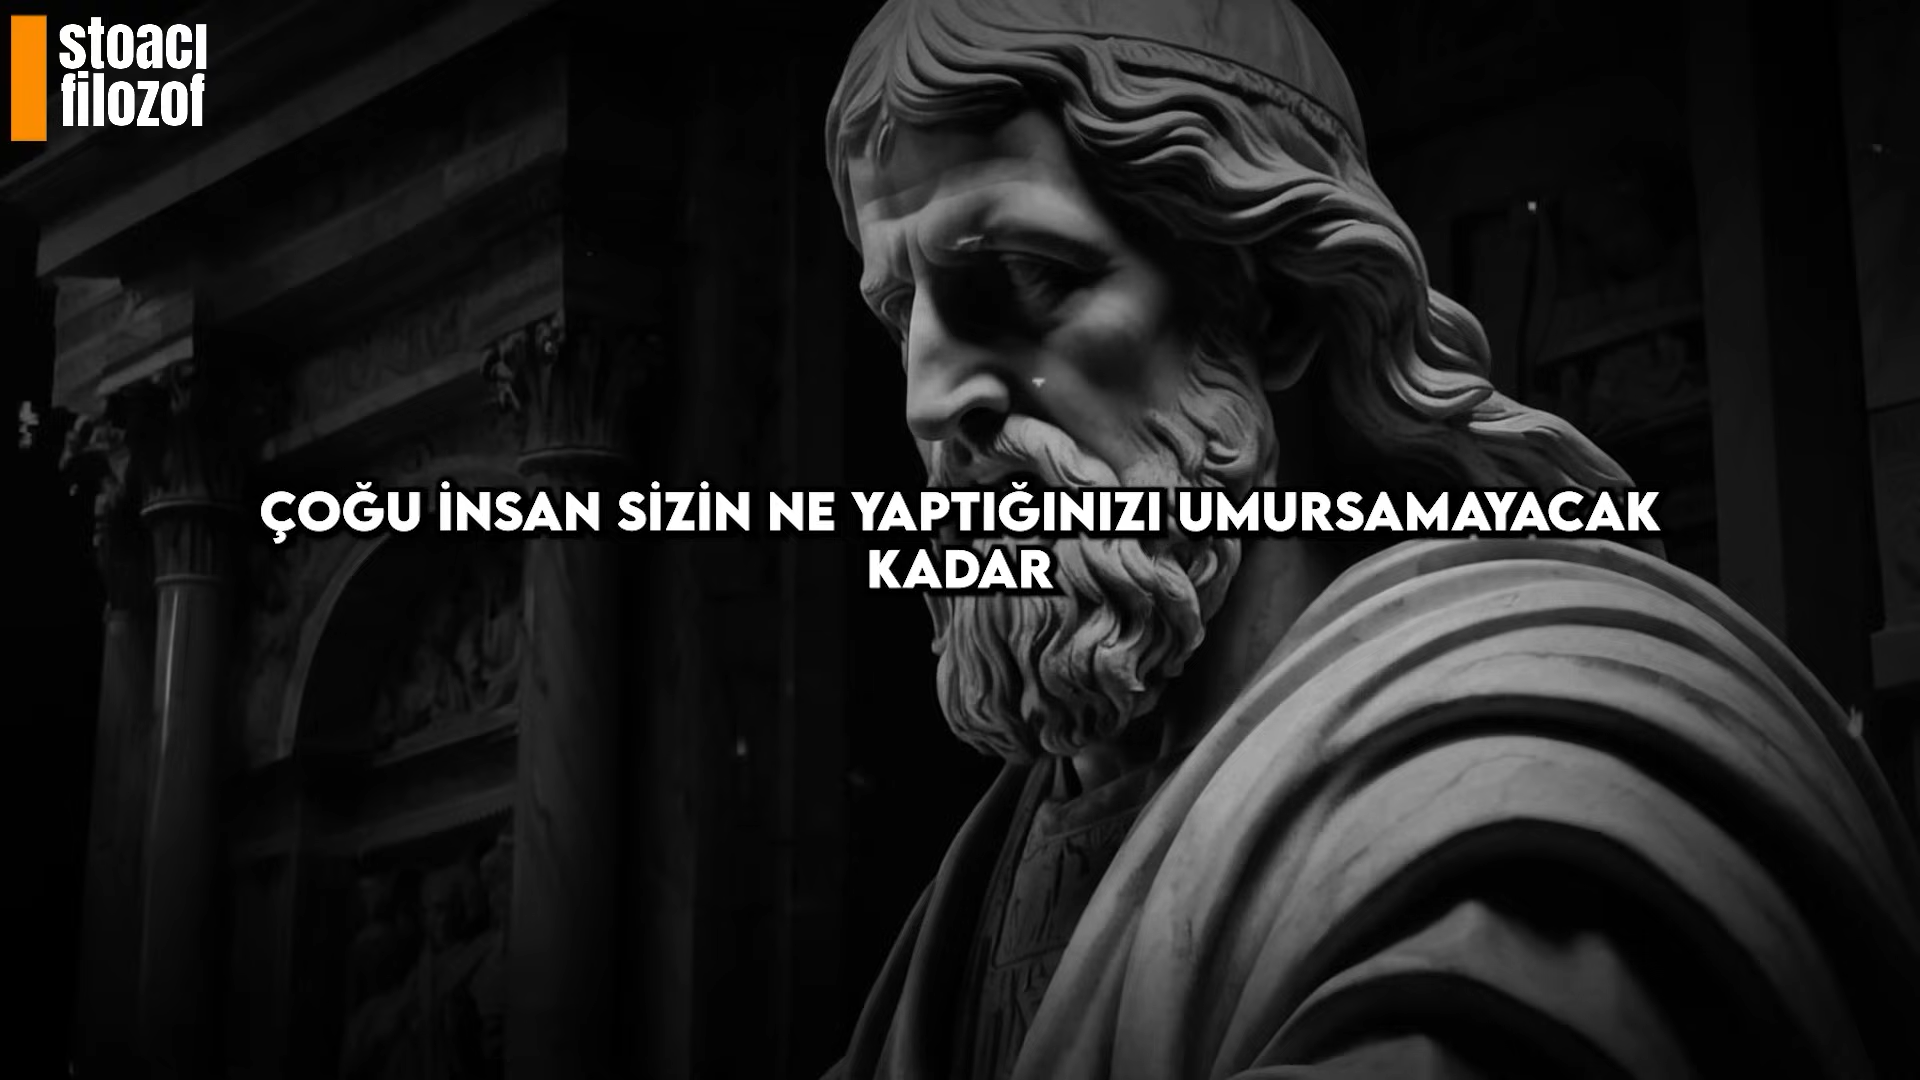 stoacı
filozof
ÇOĞU İNSAN SİZİN NE YAPTIĞINIZI UMURSAMAYACAK
KADAR